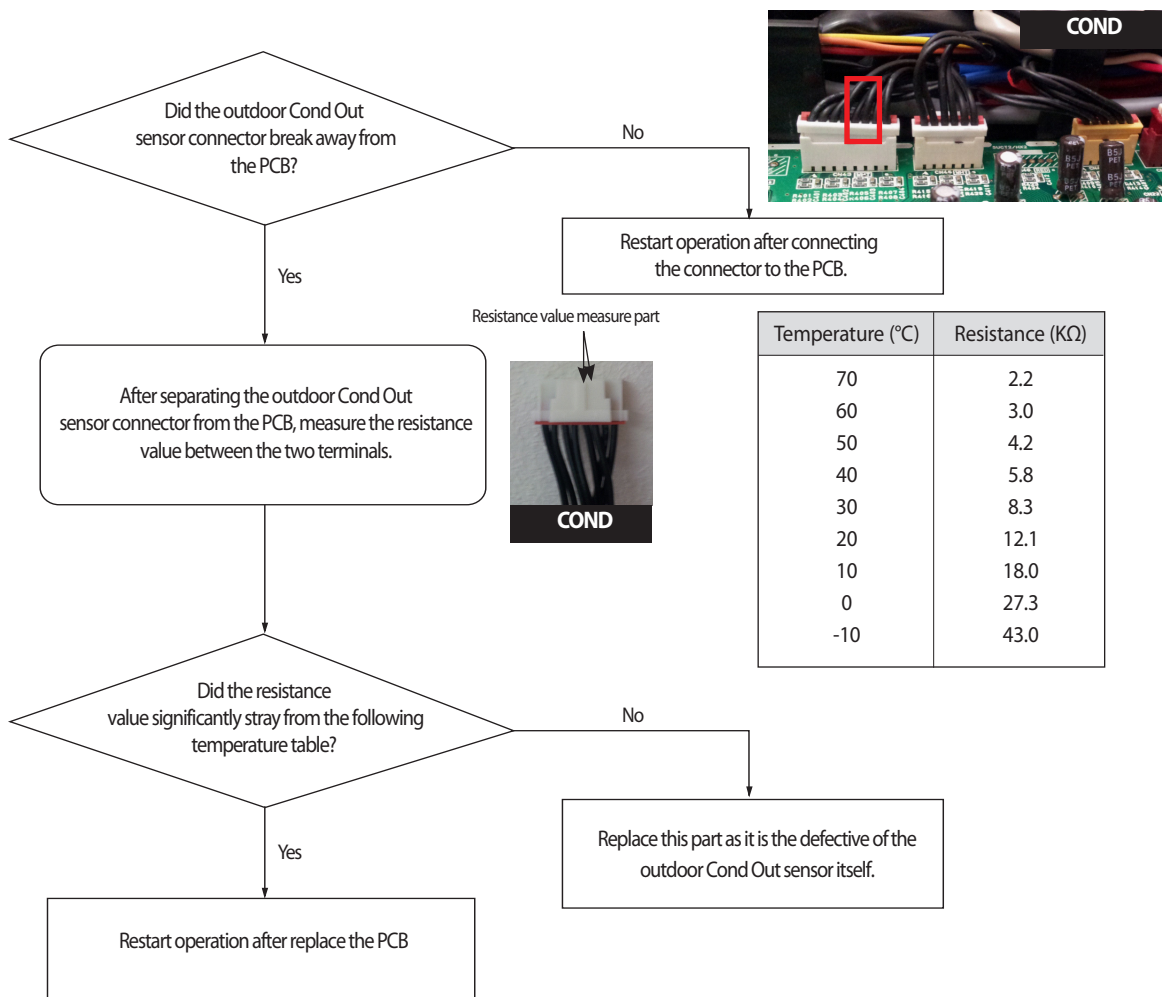 COND
Did the outdoor Cond Out
sensor connector break away from
the PCB?
No
Restart operation after connecting
the connector to the PCB.
Yes
Resistance value measure part
COND
After separating the outdoor Cond Out
sensor connector from the PCB, measure the resistance
value between the two terminals.
Temperature (°C) Resistance (KΩ)
70 2.2
60 3.0
50 4.2
40 5.8
30 8.3
20 12.1
10 18.0
0 27.3
-10 43.0
Did the resistance
value significantly stray from the following
temperature table?
No
Replace this part as it is the defective of the
outdoor Cond Out sensor itself.
Yes
Restart operation after replace the PCB